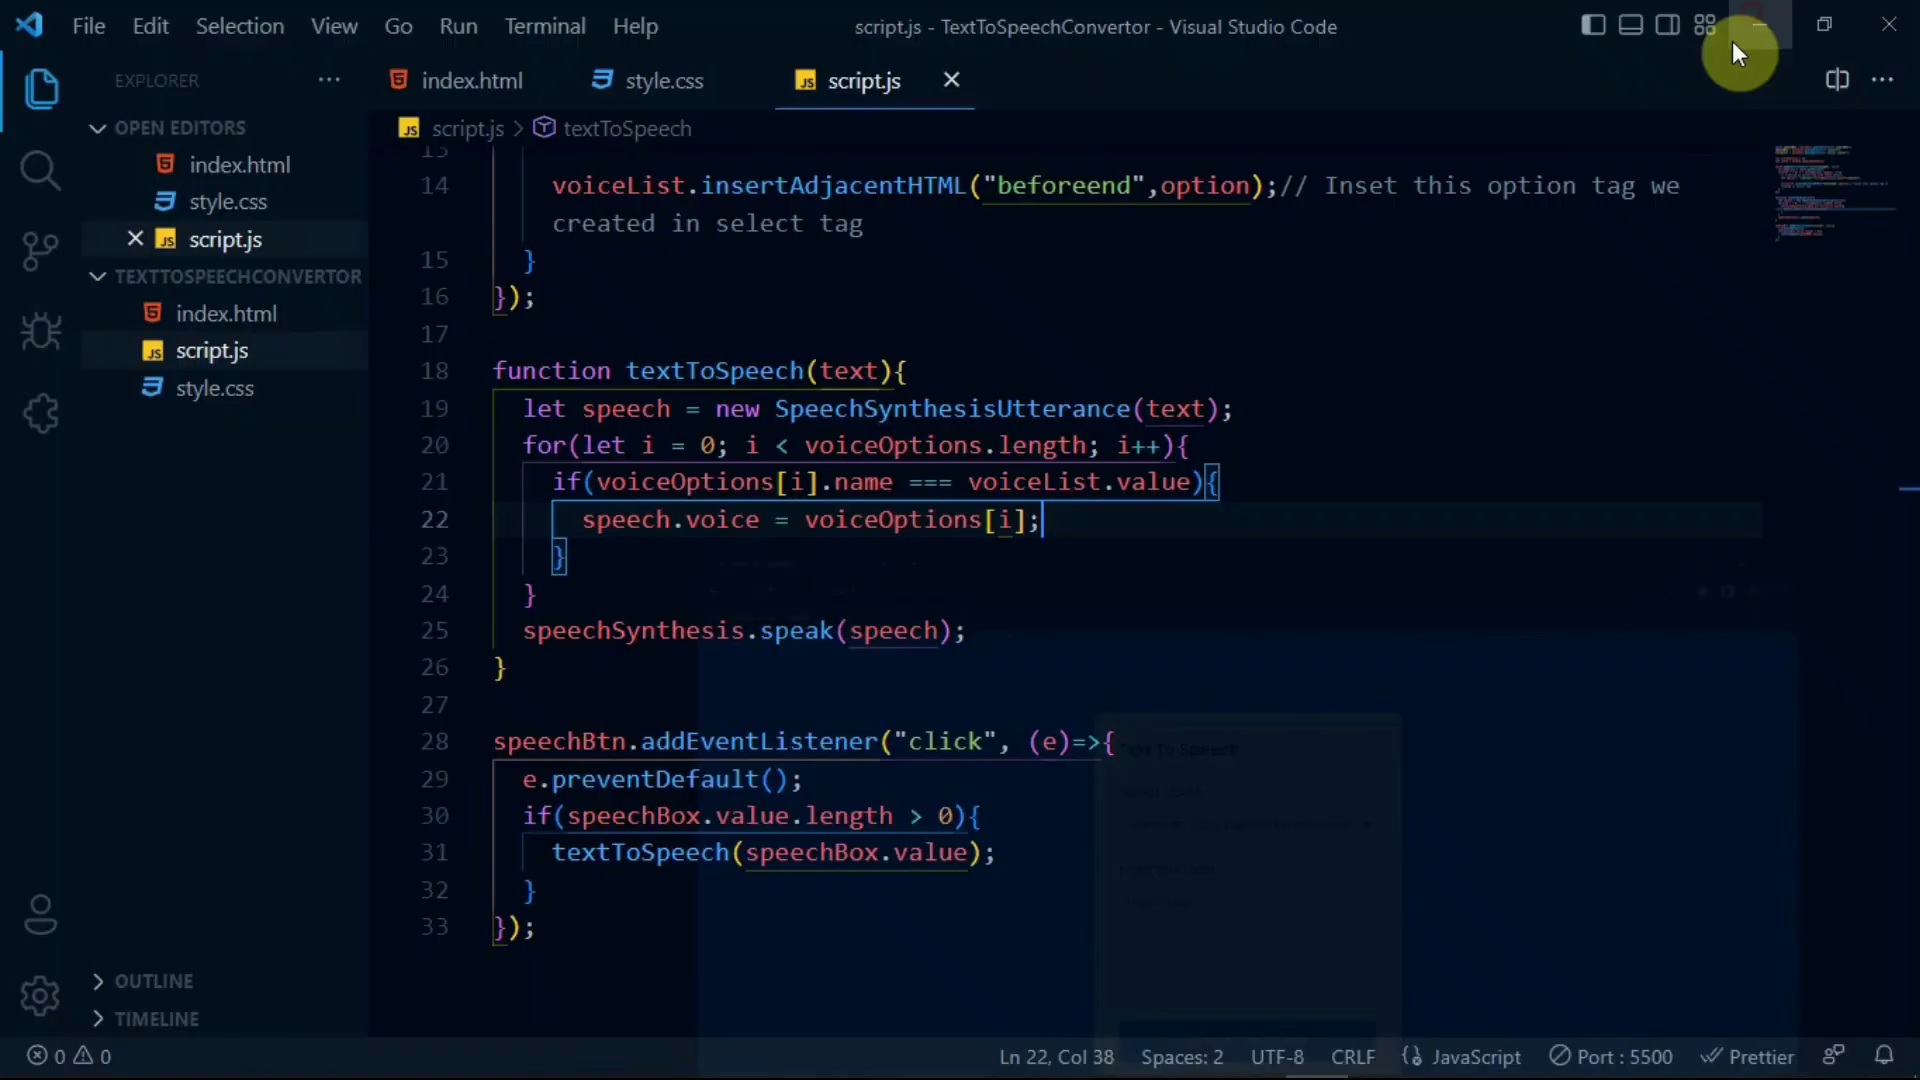 File Edit Selection View Go Run Terminal Help
script.js - TextToSpeechConvertor - Visual Studio Code
EXPLORER
index.html
style.css
script.js
OPEN EDITORS
index.html
style.css
script.js
TEXTTOSPEECHCONVERTOR
index.html
script.js
style.css
OUTLINE
TIMELINE
script.js > textToSpeech
13
14 voiceList.insertAdjacentHTML("beforeend",option);// Inset this option tag we
created in select tag
15 }
16 });
17
18 function textToSpeech(text){
19 let speech = new SpeechSynthesisUtterance(text);
20 for(let i = 0; i < voiceOptions.length; i++){
21 if(voiceOptions[i].name === voiceList.value){
22 speech.voice = voiceOptions[i];
23 }
24 }
25 speechSynthesis.speak(speech);
26 }
27
28 speechBtn.addEventListener("click", (e)=>{
29 e.preventDefault();
30 if(speechBox.value.length > 0){
31 textToSpeech(speechBox.value);
32 }
33 });
Text To Speech
0 0
Ln 22, Col 38 Spaces: 2 UTF-8 CRLF JavaScript Port : 5500 Prettier